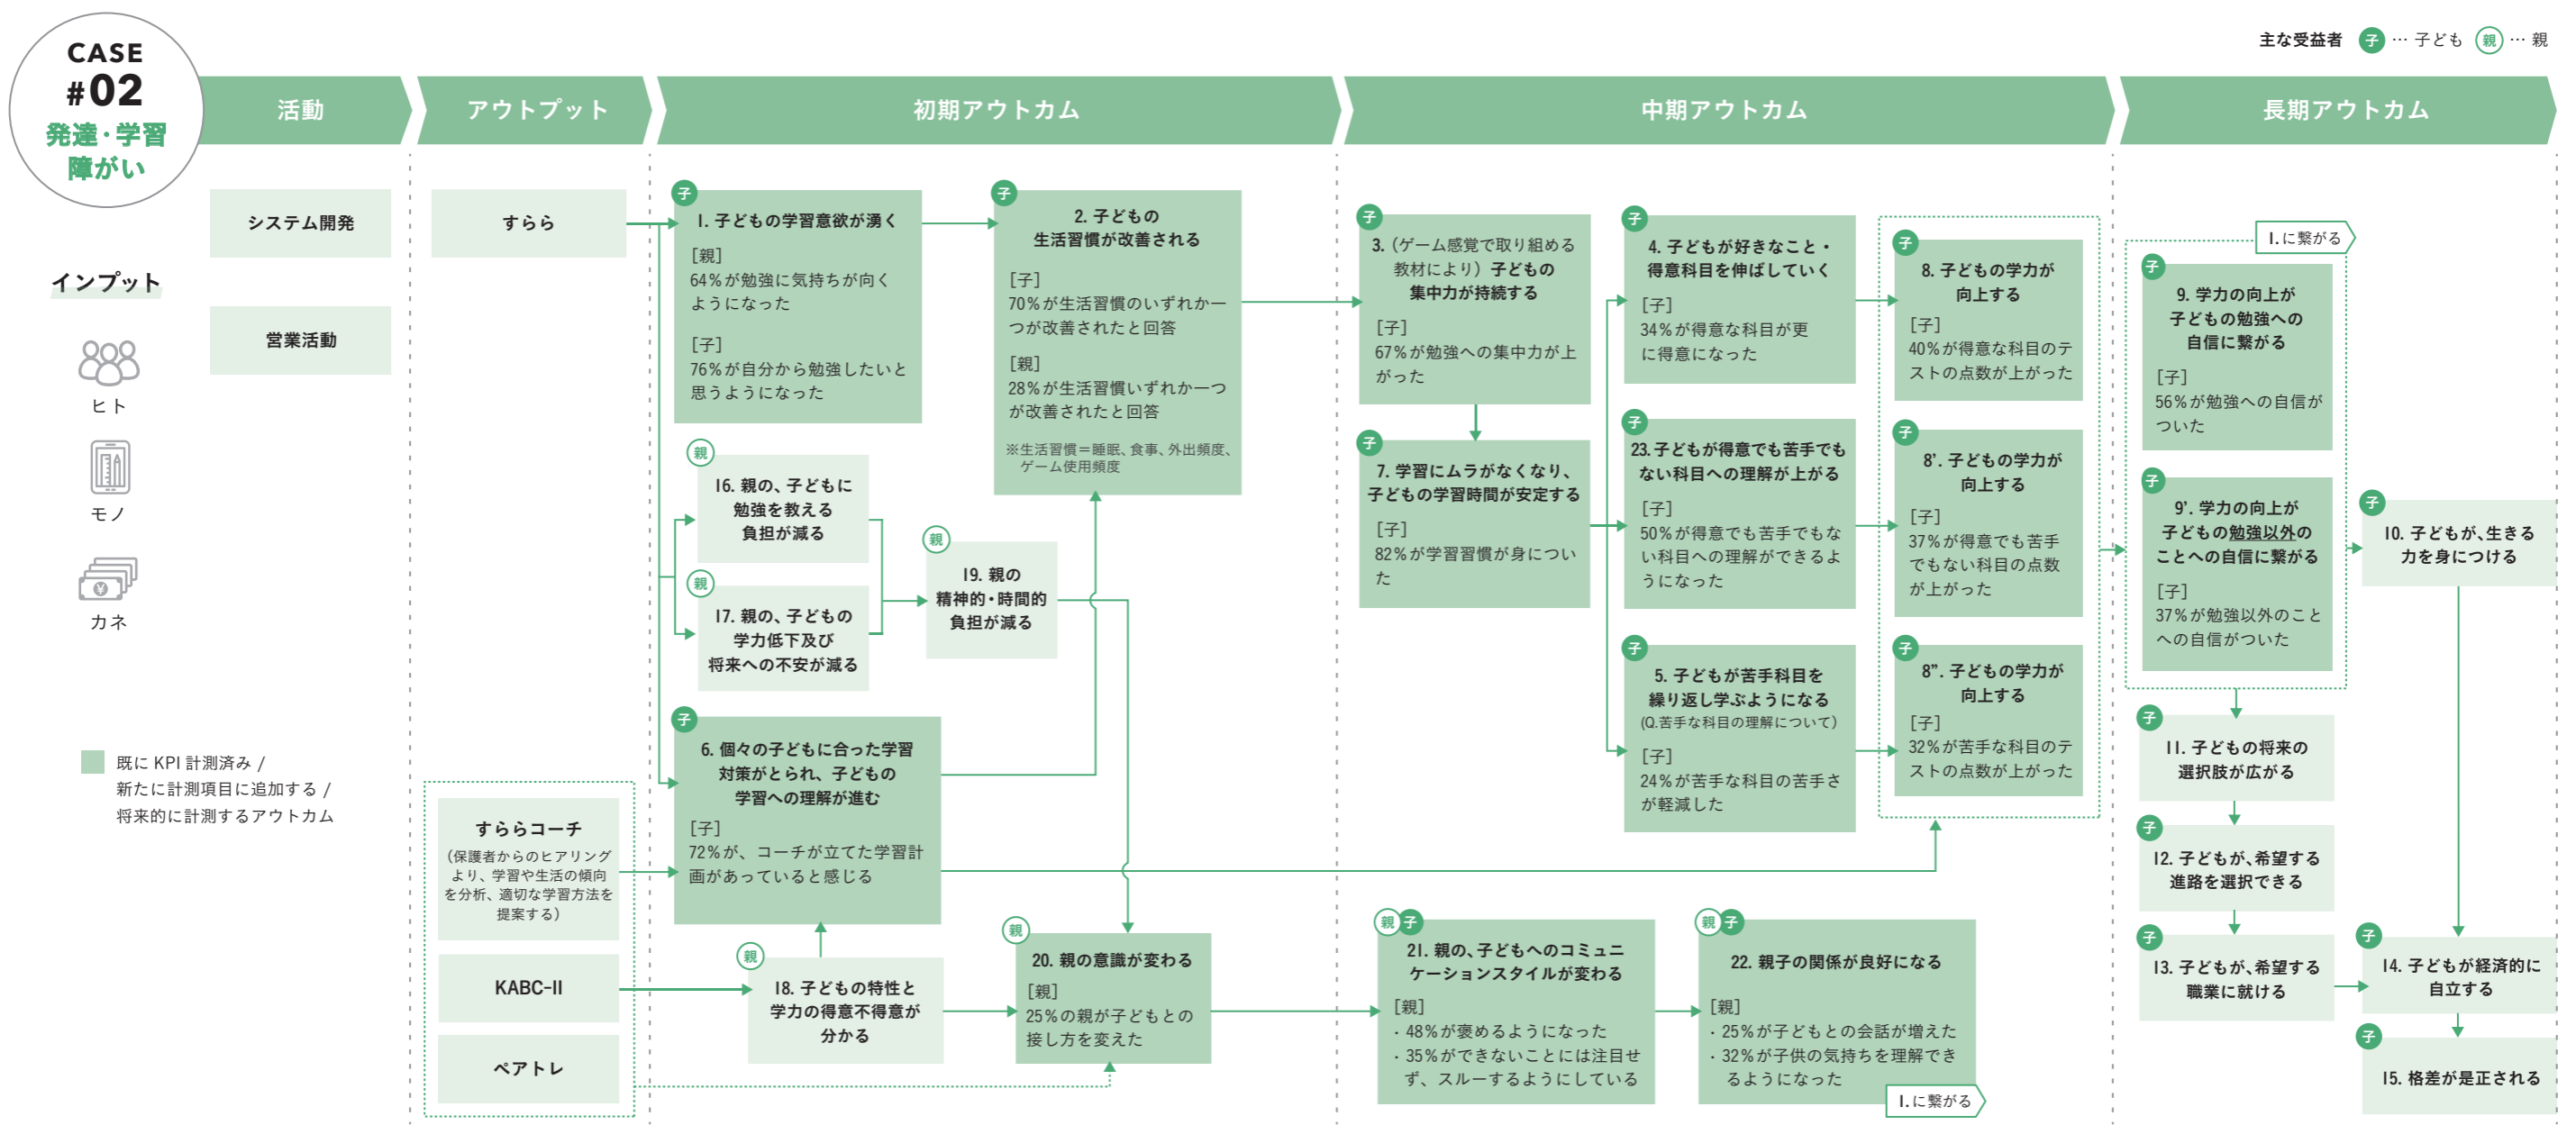 CASE
#02
発達・学習
障がい
主な受益者 子 … 子ども 親 … 親
活動
アウトプット
初期アウトカム
中期アウトカム
長期アウトカム
インプット
ヒト
モノ
カネ
既に KPI 計測済み /
新たに計測項目に追加する /
将来的に計測するアウトカム
システム開発
営業活動
すらら
すららコーチ
(保護者からのヒアリング
より、学習や生活の傾向
を分析、適切な学習方法を
提案する)
KABC-II
ペアトレ
子
1. 子どもの学習意欲が湧く
[親]
64%が勉強に気持ちが向く
ようになった
[子]
76%が自分から勉強したいと
思うようになった
子
2. 子どもの
生活習慣が改善される
[子]
70%が生活習慣のいずれか一
つが改善されたと回答
[親]
28%が生活習慣いずれか一つ
が改善されたと回答
※生活習慣＝睡眠、食事、外出頻度、
ゲーム使用頻度
親
16. 親の、子どもに
勉強を教える
負担が減る
親
17. 親の、子どもの
学力低下及び
将来への不安が減る
親
19. 親の
精神的・時間的
負担が減る
子
6. 個々の子どもに合った学習
対策がとられ、子どもの
学習への理解が進む
[子]
72%が、コーチが立てた学習計
画があっていると感じる
親
18. 子どもの特性と
学力の得意不得意が
分かる
親
20. 親の意識が変わる
[親]
25%の親が子どもとの
接し方を変えた
子
3.（ゲーム感覚で取り組める
教材により）子どもの
集中力が持続する
[子]
67%が勉強への集中力が上
がった
子
7. 学習にムラがなくなり、
子どもの学習時間が安定する
[子]
82%が学習習慣が身につい
た
子
4. 子どもが好きなこと・
得意科目を伸ばしていく
[子]
34%が得意な科目が更
に得意になった
子
23. 子どもが得意でも苦手でも
ない科目への理解が上がる
[子]
50%が得意でも苦手でもな
い科目への理解ができるよ
うになった
子
5. 子どもが苦手科目を
繰り返し学ぶようになる
(Q.苦手な科目の理解について)
[子]
24%が苦手な科目の苦手さ
が軽減した
子
8. 子どもの学力が
向上する
[子]
40%が得意な科目のテ
ストの点数が上がった
子
8’. 子どもの学力が
向上する
[子]
37%が得意でも苦手
でもない科目の点数
が上がった
子
8”. 子どもの学力が
向上する
[子]
32%が苦手な科目のテ
ストの点数が上がった
親 子
21. 親の、子どもへのコミュニ
ケーションスタイルが変わる
[親]
・48%が褒めるようになった
・35%ができないことには注目せ
ず、スルーするようにしている
親 子
22. 親子の関係が良好になる
[親]
・25%が子どもとの会話が増えた
・32%が子供の気持ちを理解でき
るようになった
1.に繋がる
1.に繋がる
子
9. 学力の向上が
子どもの勉強への
自信に繋がる
[子]
56%が勉強への自信が
ついた
子
9’. 学力の向上が
子どもの勉強以外の
ことへの自信に繋がる
[子]
37%が勉強以外のこと
への自信がついた
子
10. 子どもが、生きる
力を身につける
子
11. 子どもの将来の
選択肢が広がる
子
12. 子どもが、希望する
進路を選択できる
子
13. 子どもが、希望する
職業に就ける
子
14. 子どもが経済的に
自立する
子
15. 格差が是正される